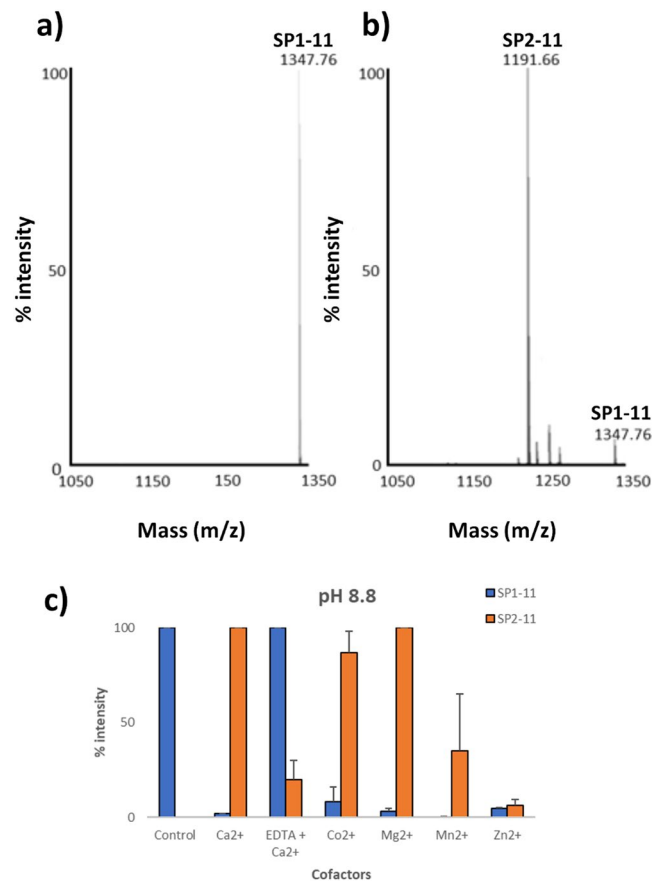 a)
SP1-11
1347.76
100
50
0
% intensity
1050 1150 150 1350
Mass (m/z)
b)
SP2-11
1191.66
100
50
0
% intensity
SP1-11
1347.76
1050 1150 1250 1350
Mass (m/z)
c)
pH 8.8
SP1-11
SP2-11
100
50
0
% intensity
Control Ca2+ EDTA + Ca2+ Co2+ Mg2+ Mn2+ Zn2+
Cofactors